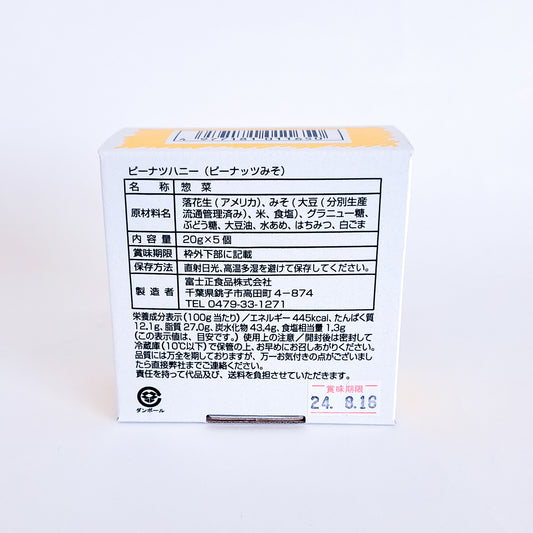 ピーナツハニー(ピーナッツみそ)
名 称 惣 菜
原材料名 落花生(アメリカ)、みそ(大豆(分別生産
流通管理済み)、米、食塩)、グラニュー糖、
ぶどう糖、大豆油、水あめ、はちみつ、白ごま
内 容 量 20g×5個
賞味期限 枠外下部に記載
保存方法 直射日光、高温多湿を避けて保存してください。
製 造 者 富士正食品株式会社
千葉県銚子市高田町4−874
TEL 0479-33-1271
栄養成分表示(100g当たり)/エネルギー 445kcal、たんぱく質
12.1g、脂質27.0g、炭水化物 43.4g、食塩相当量 1.3g
(この表示値は、目安です。) 使用上の注意/開封後は密封して
冷蔵庫(10℃以下)で保管の上、お早めにお召しあがりください。
品質には万全を期しておりますが、万一お気付きの点がございまし
たら直接弊社までご連絡ください。
責任を持って代品及び、送料を負担させていただきます。
賞味期限
24. 8.16
ダンボール